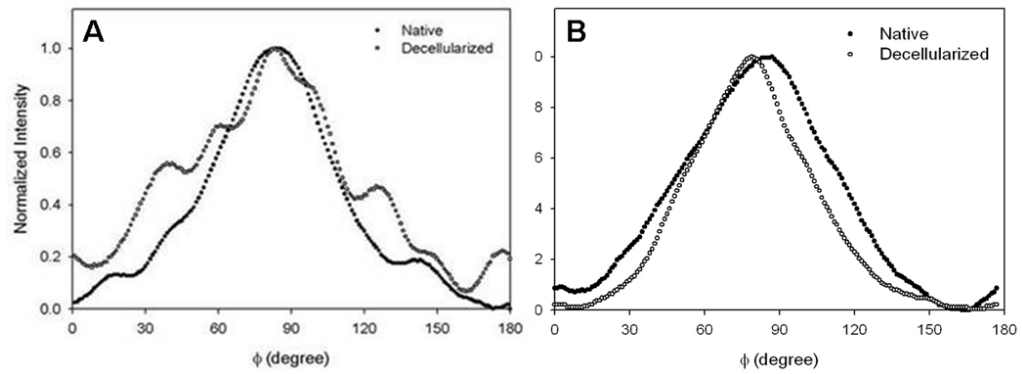 A
Native
Decellularized
Normalized Intensity
1.0
0.8
0.6
0.4
0.2
0.0
0 30 60 90 120 150 180
ϕ (degree)
B
Native
Decellularized
0
8
6
4
2
0
0 30 60 90 120 150 180
ϕ (degree)